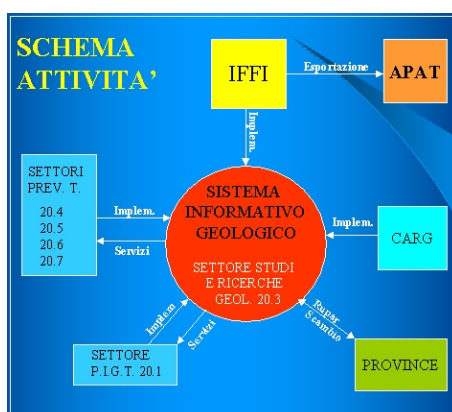 SCHEMA
ATTIVITA'
IFFI
Esportazione
APAT
Implem.
SETTORI
PREV. T.
20.4
20.5
20.6
20.7
Implem.
Servizi
SISTEMA
INFORMATIVO
GEOLOGICO
SETTORE STUDI
E RICERCHE
GEOL. 20.3
Implem.
CARG
Implem
Servizi
Rupar
Scambio
SETTORE
P.I.G.T. 20.1
PROVINCE